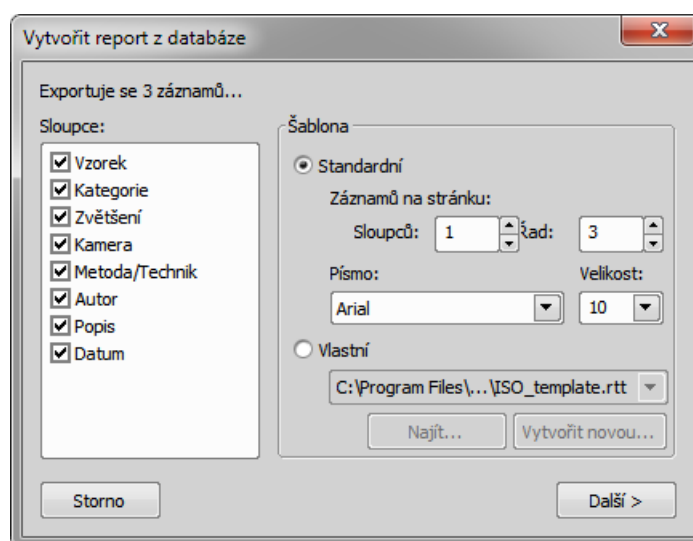 Vytvořit report z databáze
Exportuje se 3 záznamů...
Sloupce:
Vzorek
Kategorie
Zvětšení
Kamera
Metoda/Technik
Autor
Popis
Datum
Šablona
Standardní
Záznamů na stránku:
Sloupců: 1 Řad: 3
Písmo: Velikost:
Arial 10
Vlastní
C:\Program Files\...\ISO_template.rtt
Najít... Vytvořit novou...
Storno Další >